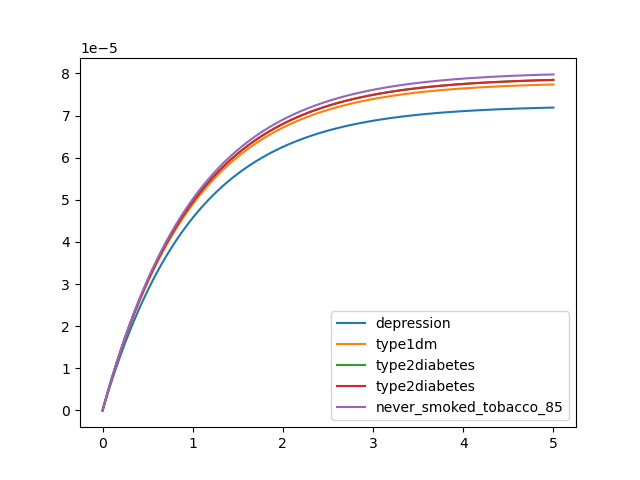 1e−5
8
7
6
5
4
3
2
1
0
depression
type1dm
type2diabetes
type2diabetes
never_smoked_tobacco_85
0 1 2 3 4 5